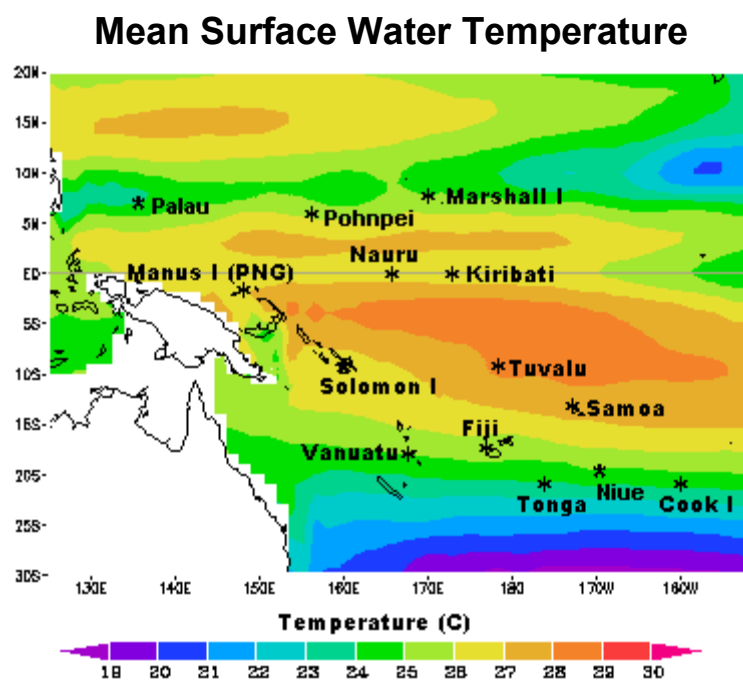 Mean Surface Water Temperature
20N
15N
10N
5N
EQ
5S
10S
15S
20S
25S
30S
Palau
Marshall I
Pohnpei
Nauru
Manus I (PNG)
Kiribati
Tuvalu
Solomon I
Samoa
Fiji
Vanuatu
Tonga
Niue
Cook I
130E 140E 150E 160E 170E 180 170W 160W
Temperature (C)
19 20 21 22 23 24 25 26 27 28 29 30